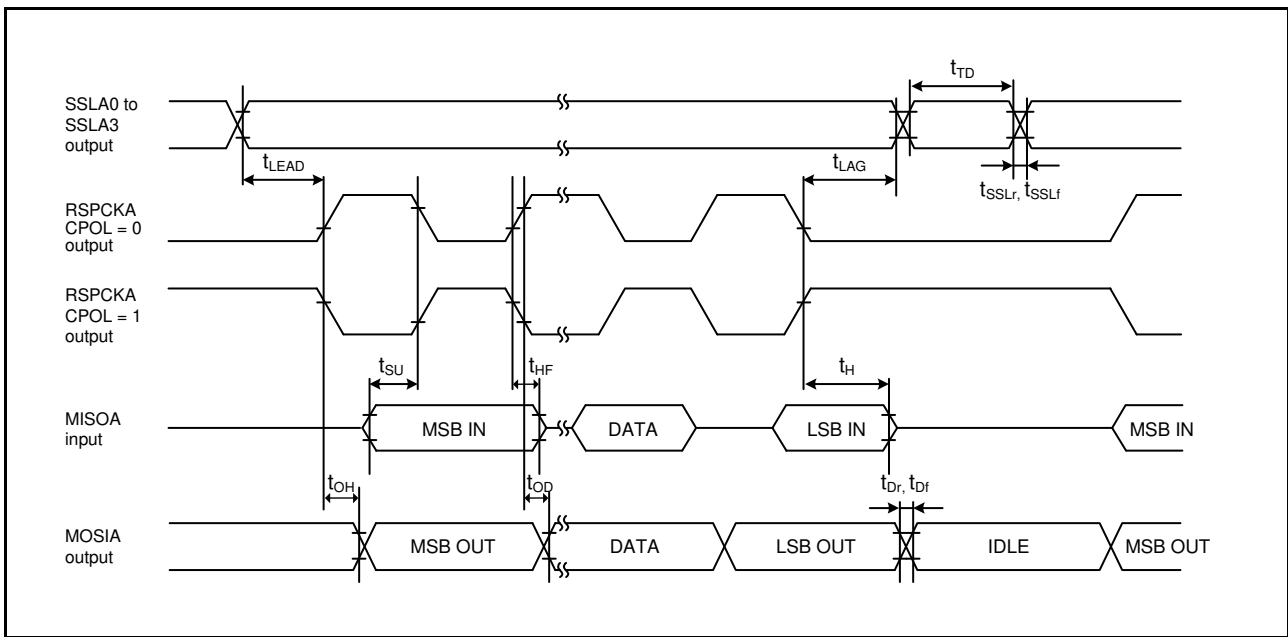 tTD
SSLA0 to
SSLA3
output
tLEAD
tLAG
tSSLr, tSSLf
RSPCKA
CPOL = 0
output
RSPCKA
CPOL = 1
output
tSU
tHF
tH
MISOA
input
MSB IN
DATA
LSB IN
MSB IN
tOH
tOD
tDr, tDf
MOSIA
output
MSB OUT
DATA
LSB OUT
IDLE
MSB OUT